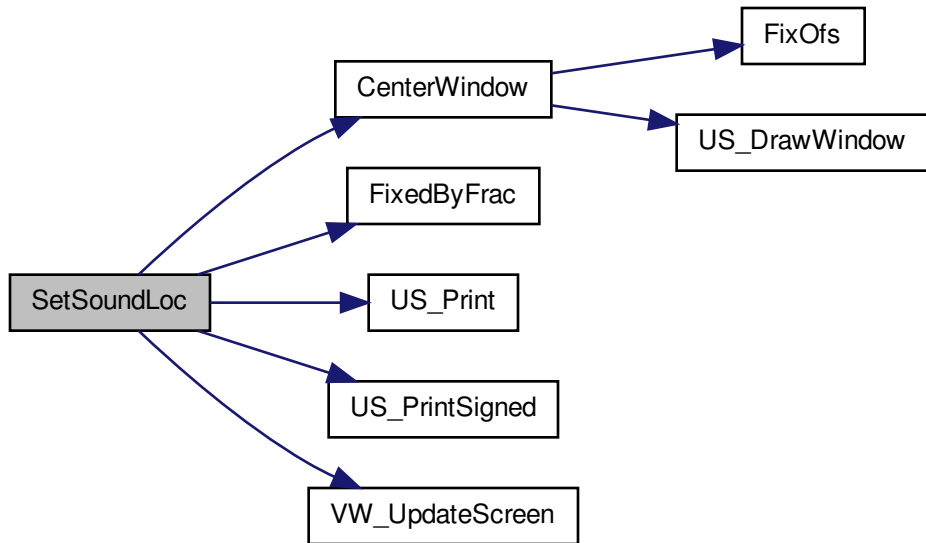 FixOfs
CenterWindow
US_DrawWindow
FixedByFrac
SetSoundLoc
US_Print
US_PrintSigned
VW_UpdateScreen